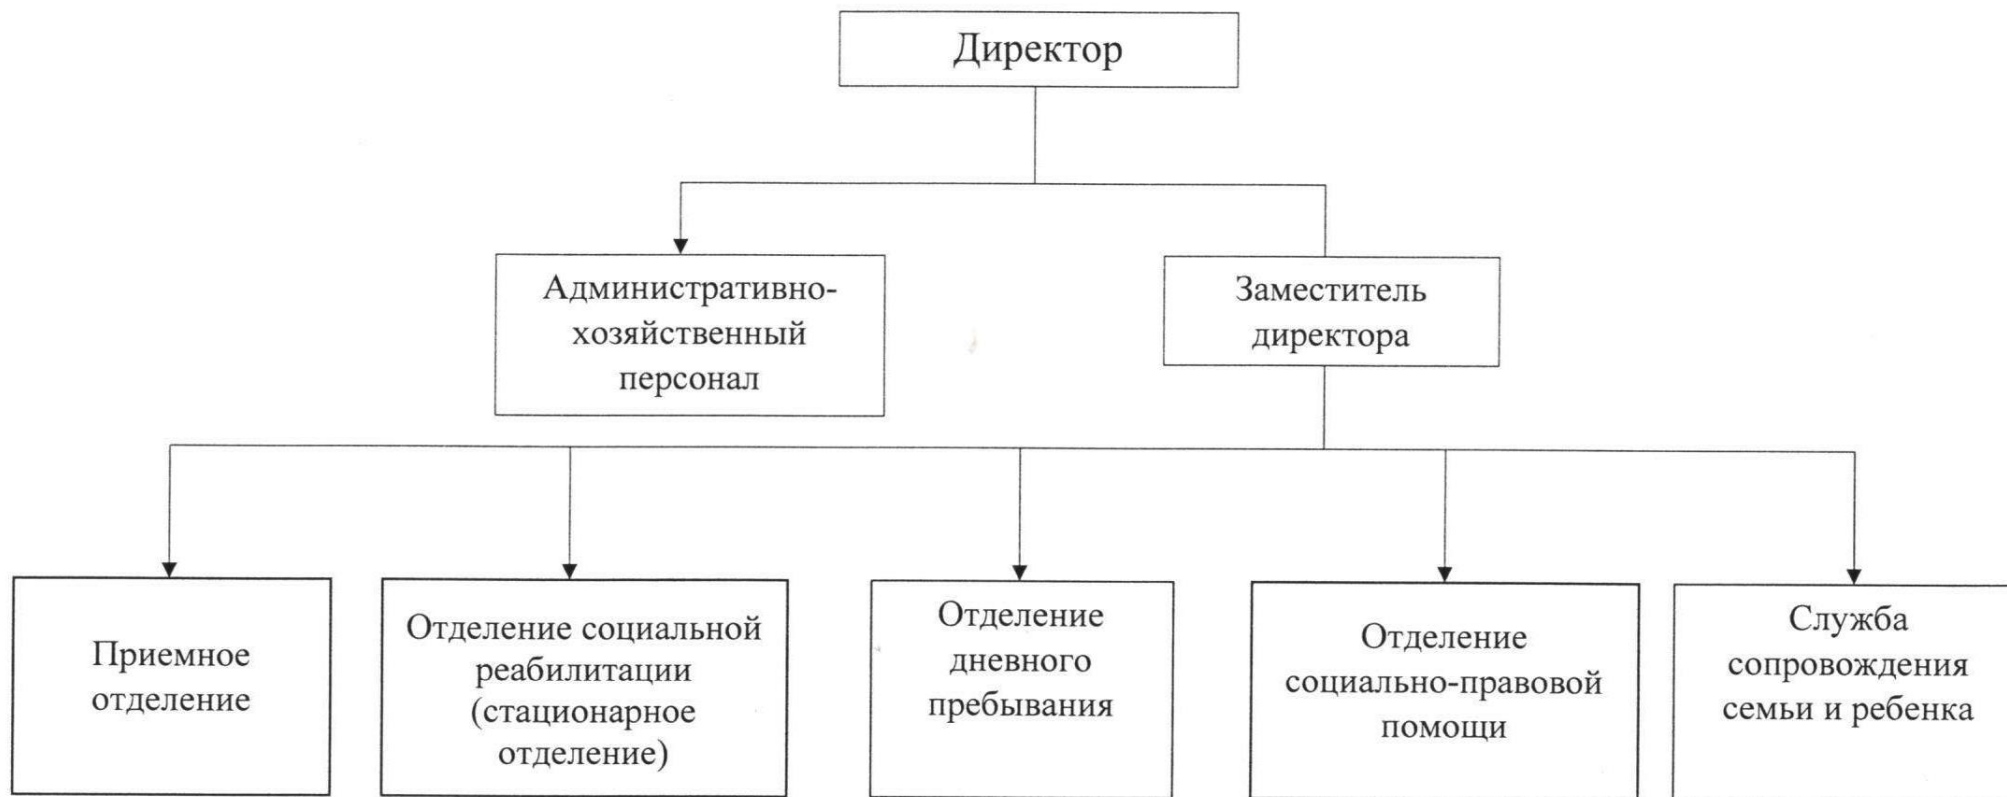 Директор
Административно-
хозяйственный
персонал
Заместитель
директора
Приемное
отделение
Отделение социальной
реабилитации
(стационарное
отделение)
Отделение
дневного
пребывания
Отделение
социально-правовой
помощи
Служба
сопровождения
семьи и ребенка